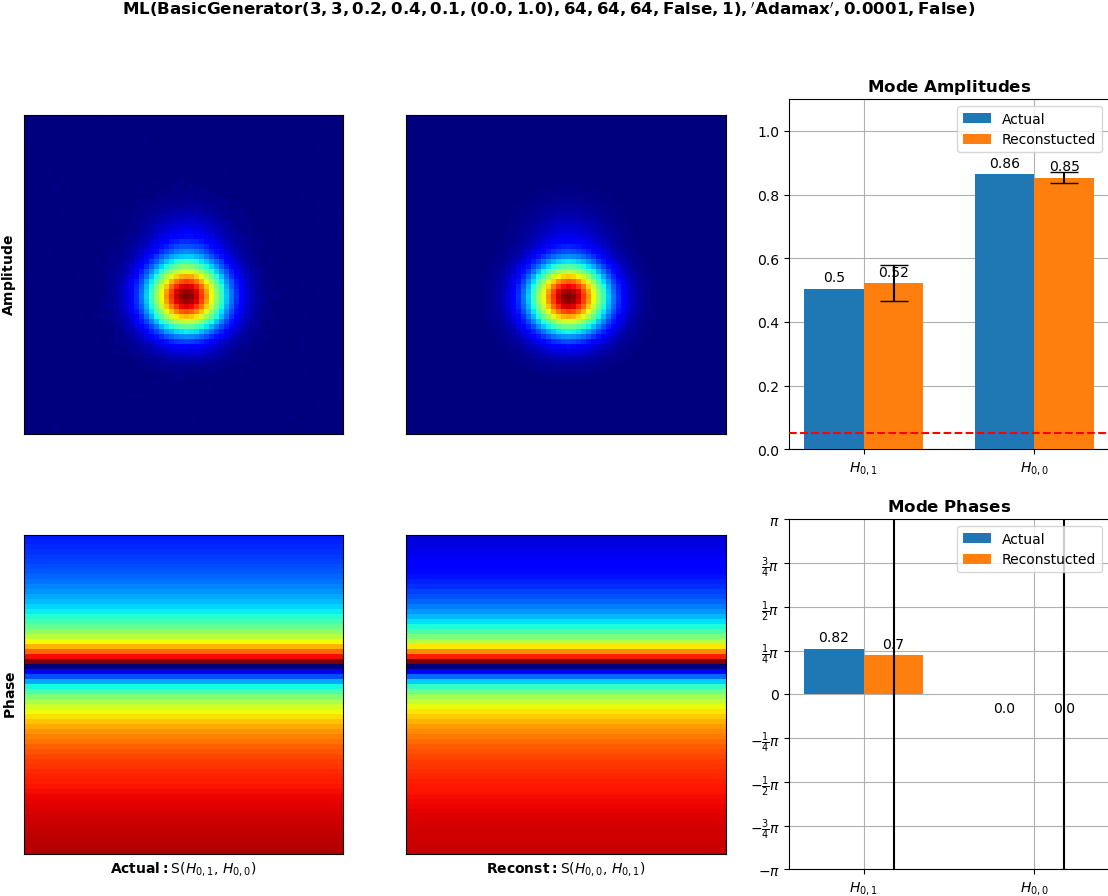 ML(BasicGenerator(3, 3, 0.2, 0.4, 0.1, (0.0, 1.0), 64, 64, 64, False, 1), ′Adamax′, 0.0001, False)
Amplitude
Mode Amplitudes
Actual
Reconstucted
1.0
0.8
0.6
0.4
0.2
0.0
0.5
0.52
0.86
0.85
H0, 1
H0, 0
Phase
Actual: S(H0, 1, H0, 0)
Reconst: S(H0, 0, H0, 1)
Mode Phases
Actual
Reconstucted
π
3/4π
1/2π
1/4π
0
−1/4π
−1/2π
−3/4π
−π
0.82
0.7
0.0
0.0
H0, 1
H0, 0